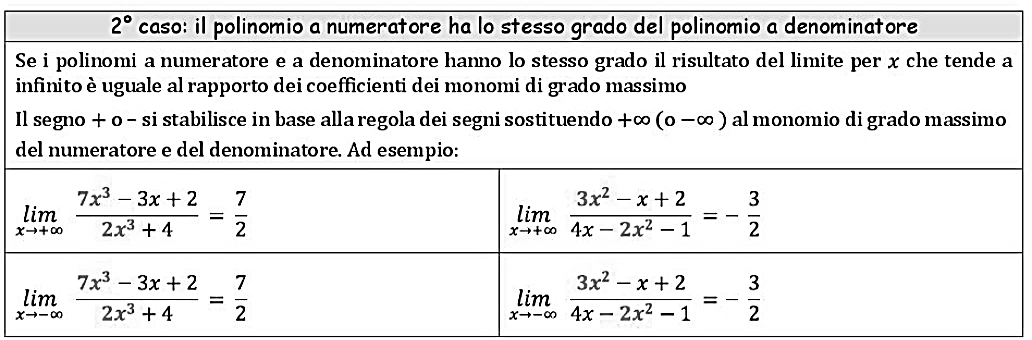 2° caso: il polinomio a numeratore ha lo stesso grado del polinomio a denominatore
Se i polinomi a numeratore e a denominatore hanno lo stesso grado il risultato del limite per x che tende a
infinito è uguale al rapporto dei coefficienti dei monomi di grado massimo
Il segno + o – si stabilisce in base alla regola dei segni sostituendo +∞ (o −∞ ) al monomio di grado massimo
del numeratore e del denominatore. Ad esempio:
lim x→+∞ (7x³ − 3x + 2)/(2x³ + 4) = 7/2
lim x→+∞ (3x² − x + 2)/(4x − 2x² − 1) = − 3/2
lim x→−∞ (7x³ − 3x + 2)/(2x³ + 4) = 7/2
lim x→−∞ (3x² − x + 2)/(4x − 2x² − 1) = − 3/2